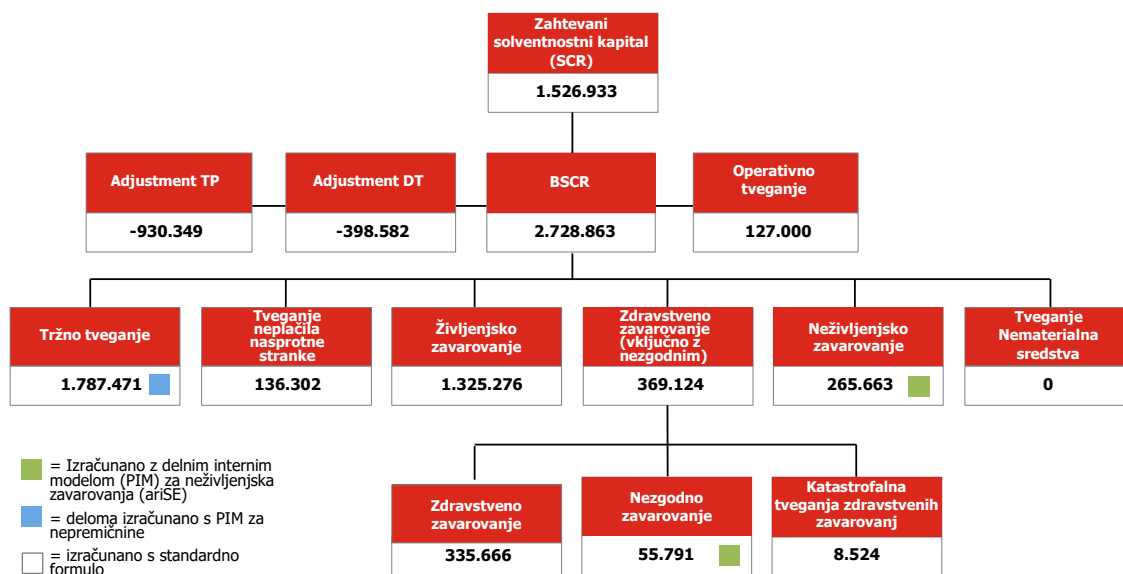 Zahtevani
solventnostni kapital
(SCR)
1.526.933
Adjustment TP
-930.349
Adjustment DT
-398.582
BSCR
2.728.863
Operativno
tveganje
127.000
Tržno tveganje
1.787.471
Tveganje
neplačila
nasprotne
stranke
136.302
Življenjsko
zavarovanje
1.325.276
Zdravstveno
zavarovanje
(vključno z
nezgodnim)
369.124
Neživljenjsko
zavarovanje
265.663
Tveganje
Nematerialna
sredstva
0
Zdravstveno
zavarovanje
335.666
Nezgodno
zavarovanje
55.791
Katastrofalna
tveganja zdravstvenih
zavarovanj
8.524
= Izračunano z delnim internim
modelom (PIM) za neživljenjska
zavarovanja (ariSE)
= deloma izračunano s PIM za
nepremičnine
= izračunano s standardno
formulo